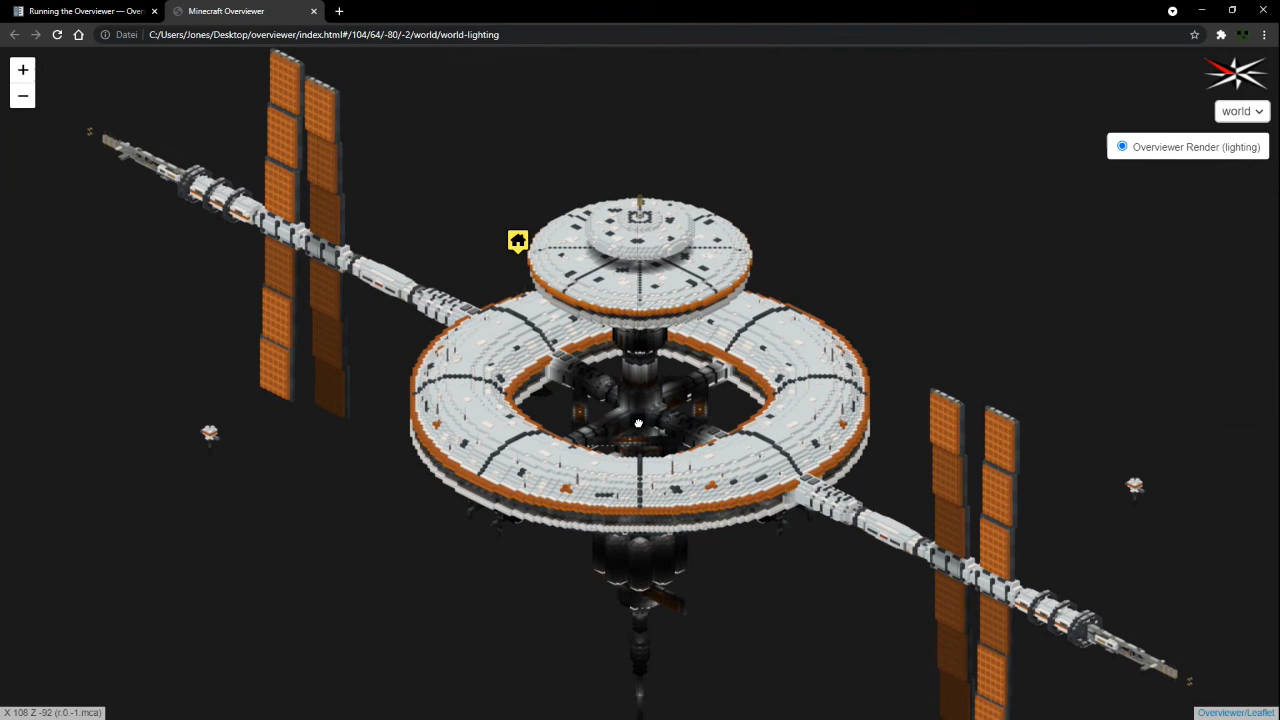 Running the Overviewer — Over
Minecraft Overviewer
Datei
C:/Users/Jones/Desktop/overviewer/index.html#/104/64/-80/-2/world/world-lighting
+
−
world
Overviewer Render (lighting)
X 108 Z -92 (r.0.-1.mca)
Overviewer/Leaflet